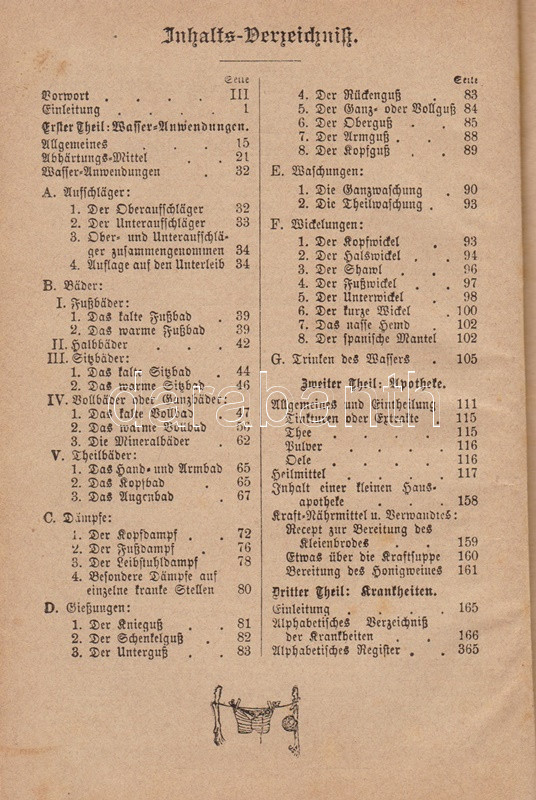 Inhalts-Verzeichniß.
Seite
Vorwort . . . . III
Einleitung . . . . 1
Erster Theil: Wasser-Anwendungen.
Allgemeines . . . 15
Abhärtungs-Mittel . . 21
Wasser-Anwendungen . 32
A. Aufschläger:
1. Der Oberaufschläger 32
2. Der Unteraufschläger 33
3. Ober- und Unteraufschlä-
ger zusammengenommen 34
4. Auflage auf den Unterleib 34
B. Bäder:
I. Fußbäder:
1. Das kalte Fußbad . 39
2. Das warme Fußbad . 39
II. Halbbäder . . . 42
III. Sitzbäder:
1. Das kalte Sitzbad . 44
2. Das warme Sitzbad . 46
IV. Vollbäder oder Ganzbäder:
1. Das kalte Vollbad . 47
2. Das warme Vollbad .
3. Die Mineralbäder . 62
V. Theilbäder:
1. Das Hand- und Armbad 65
2. Das Kopfbad . . 65
3. Das Augenbad . . 67
C. Dämpfe:
1. Der Kopfdampf . . 72
2. Der Fußdampf . . 76
3. Der Leibstuhldampf . 78
4. Besondere Dämpfe auf
einzelne kranke Stellen 80
D. Gießungen:
1. Der Knieguß . . 81
2. Der Schenkelguß . . 82
3. Der Unterguß . . 83
Seite
4. Der Rückenguß . . 83
5. Der Ganz- oder Vollguß 84
6. Der Oberguß . . 85
7. Der Armguß . . 88
8. Der Kopfguß . . 89
E. Waschungen:
1. Die Ganzwaschung . 90
2. Die Theilwaschung . 93
F. Wickelungen:
1. Der Kopfwickel . 93
2. Der Halswickel . . 94
3. Der Shawl . . 96
4. Der Fußwickel . . 97
5. Der Unterwickel . 98
6. Der kurze Wickel . 100
7. Das nasse Hemd . 102
8. Der spanische Mantel 102
G. Trinken des Wassers . 105
Zweiter Theil: Apotheke.
Allgemeines und Eintheilung 111
Tinkturen oder Extrakte . 115
Thee . . . . 115
Pulver . . . . 116
Oele . . . . 116
Heilmittel . . . . 117
Inhalt einer kleinen Haus-
apotheke . . . 158
Kraft-Nährmittel u. Verwandtes:
Recept zur Bereitung des
Kleienbrodes . . 159
Etwas über die Kraftsuppe 160
Bereitung des Honigweines 161
Dritter Theil: Krankheiten.
Einleitung . . . . 165
Alphabetisches Verzeichniß
der Krankheiten . . 166
Alphabetisches Register . . 365
darabanth